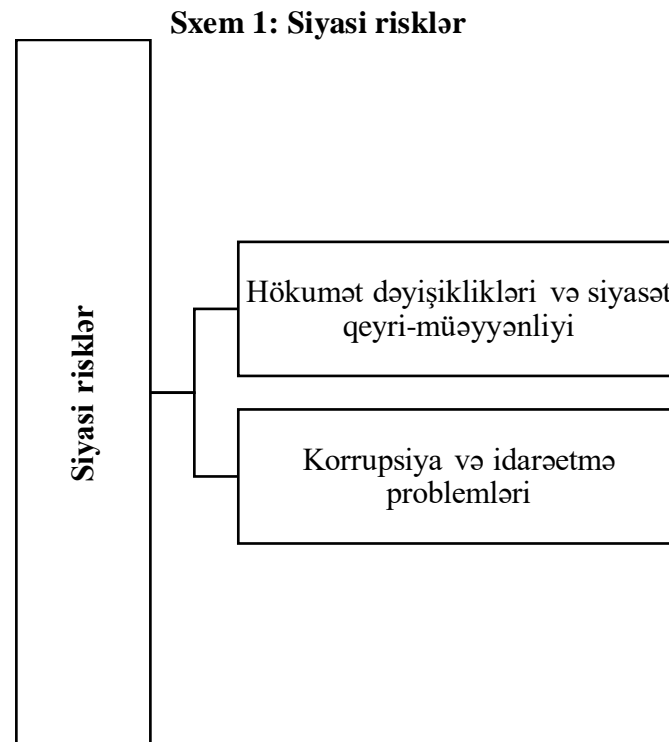 Sxem 1: Siyasi risklər
Siyasi risklər
Hökumət dəyişiklikləri və siyasət
qeyri-müəyyənliyi
Korrupsiya və idarəetmə
problemləri